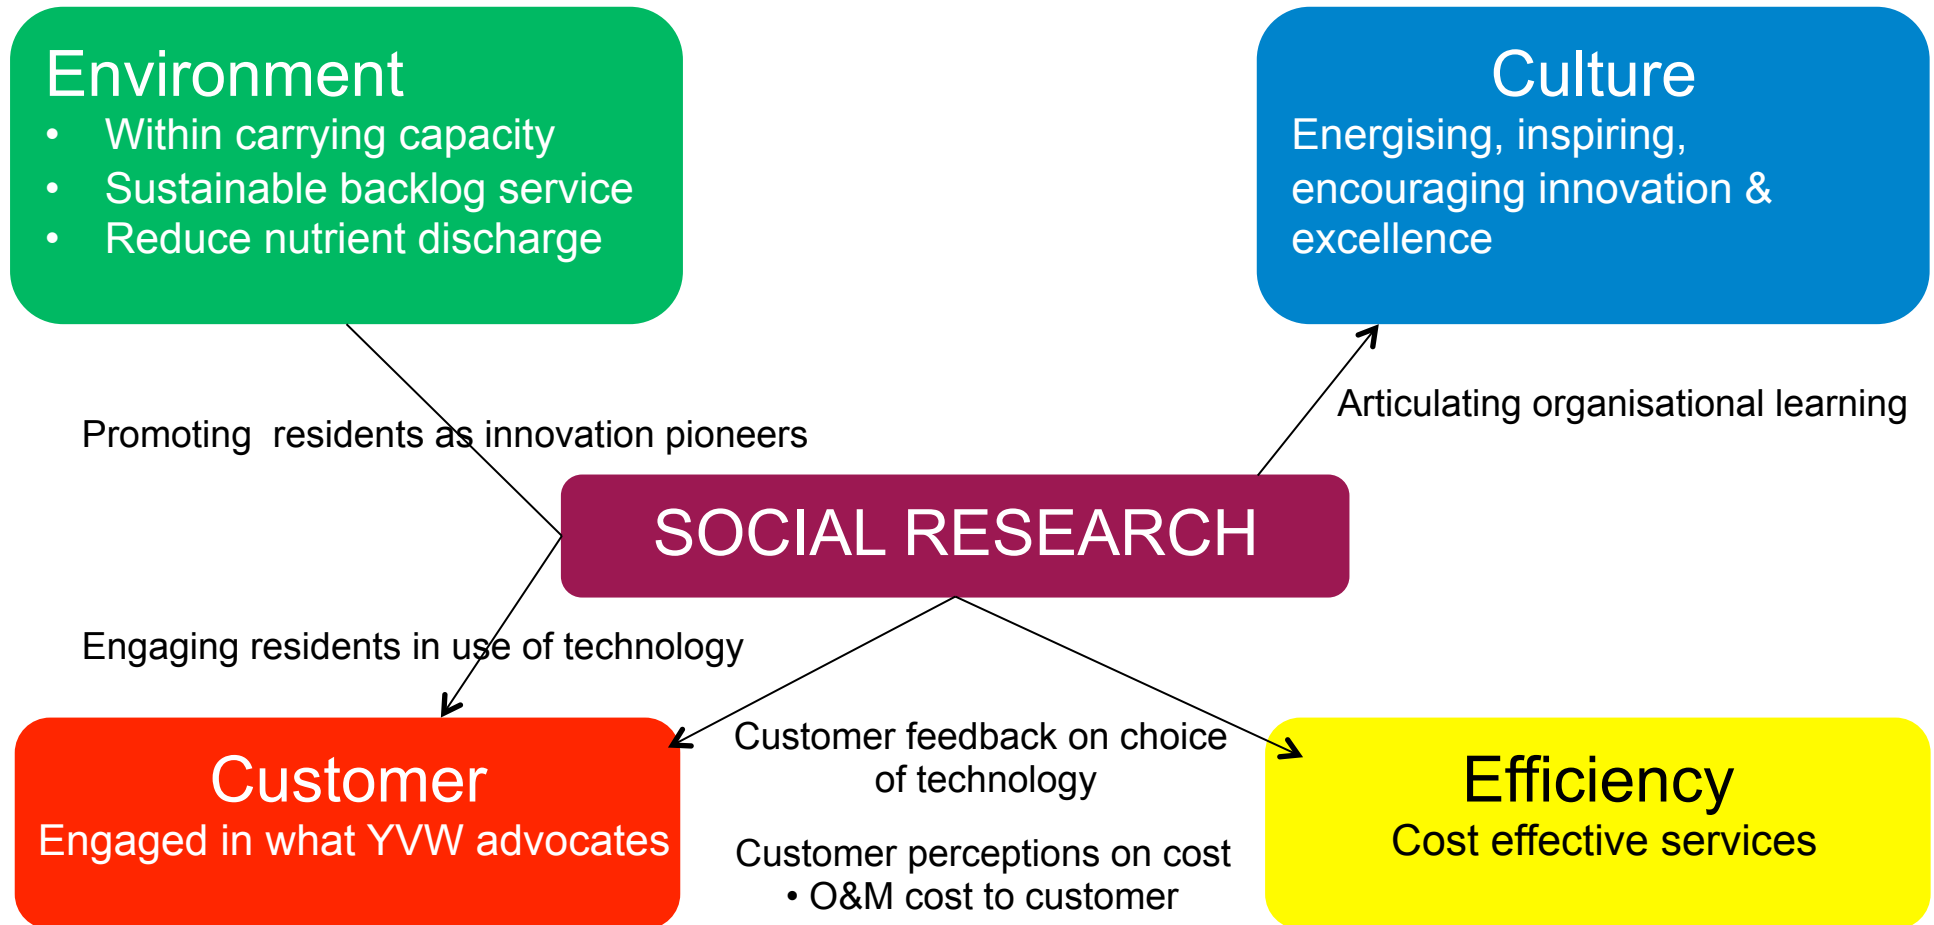 Environment
• Within carrying capacity
• Sustainable backlog service
• Reduce nutrient discharge
Culture
Energising, inspiring,
encouraging innovation &
excellence
Promoting  residents as innovation pioneers
Articulating organisational learning
SOCIAL RESEARCH
Engaging residents in use of technology
Customer
Engaged in what YVW advocates
Customer feedback on choice
of technology
Customer perceptions on cost
• O&M cost to customer
Efficiency
Cost effective services